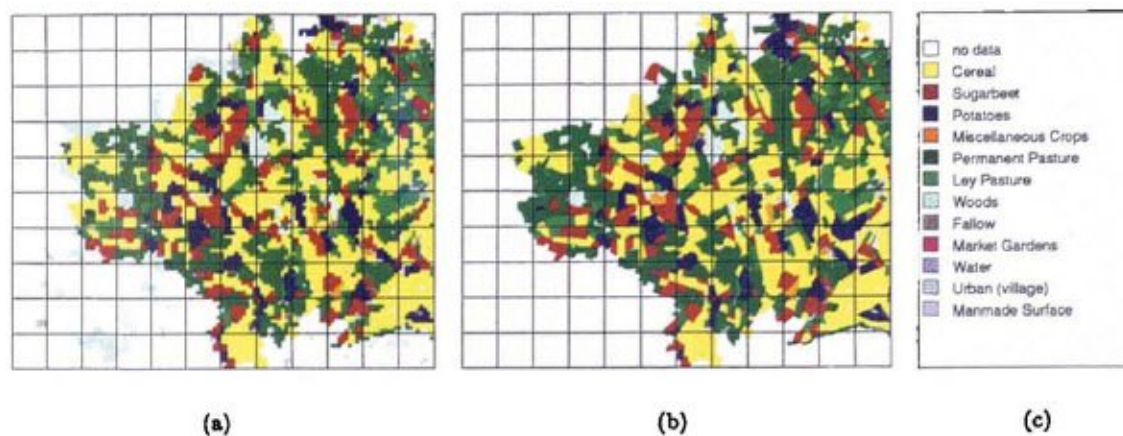 no data
Cereal
Sugarbeet
Potatoes
Miscellaneous Crops
Permanent Pasture
Ley Pasture
Woods
Fallow
Market Gardens
Water
Urban (village)
Manmade Surface
(a) (b) (c)